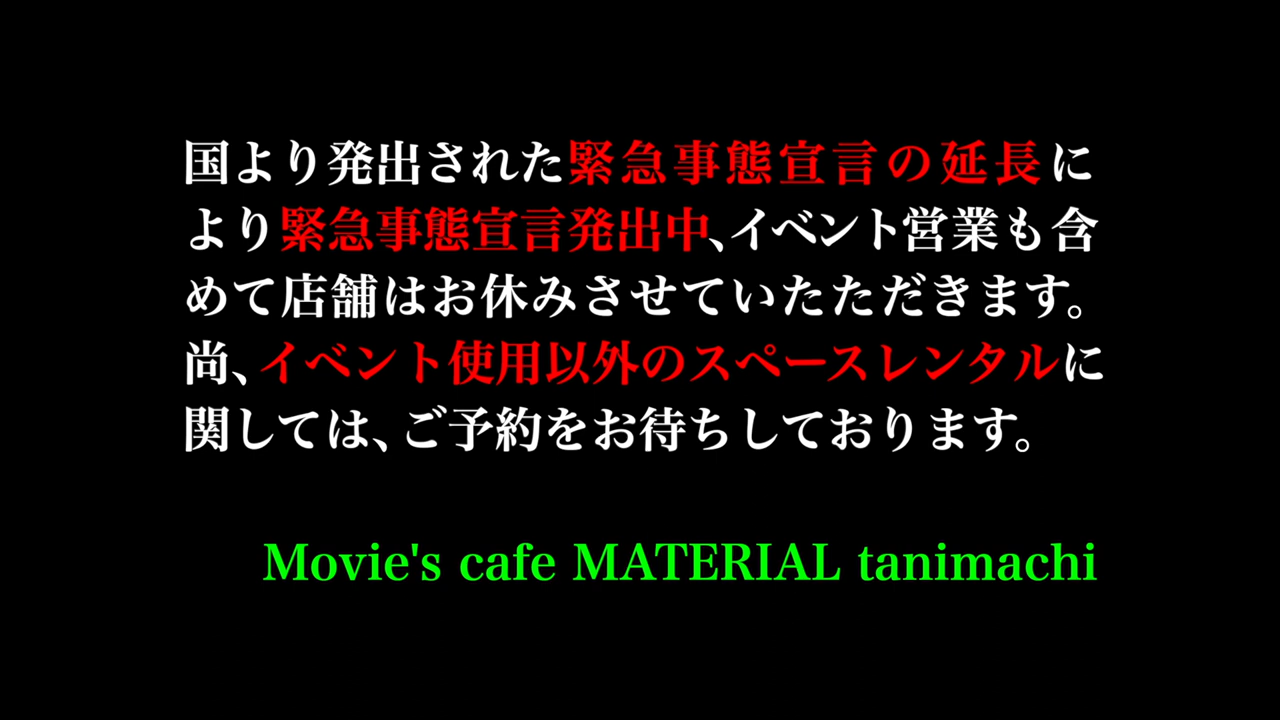 国より発出された緊急事態宣言の延長に
より緊急事態宣言発出中、イベント営業も含
めて店舗はお休みさせていたただきます。
尚、イベント使用以外のスペースレンタルに
関しては、ご予約をお待ちしております。
Movie's cafe MATERIAL tanimachi